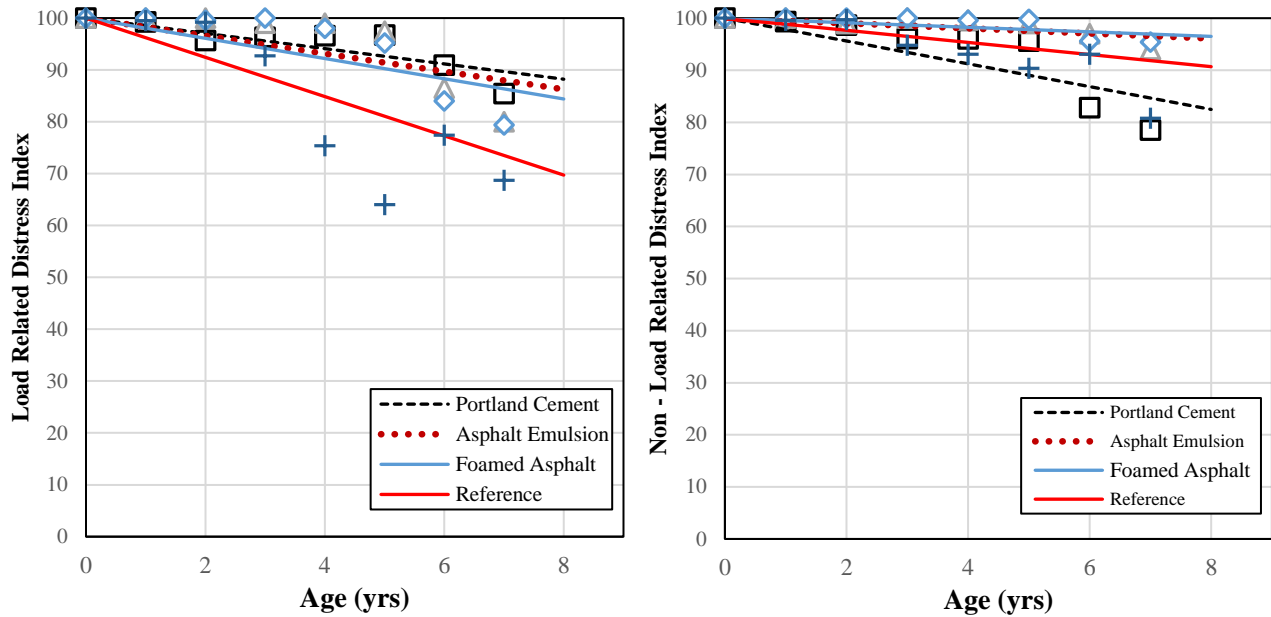 Load Related Distress Index
100
90
80
70
60
50
40
30
20
10
0
Portland Cement
Asphalt Emulsion
Foamed Asphalt
Reference
0 2 4 6 8
Age (yrs)
Non - Load Related Distress Index
100
90
80
70
60
50
40
30
20
10
0
Portland Cement
Asphalt Emulsion
Foamed Asphalt
Reference
0 2 4 6 8
Age (yrs)